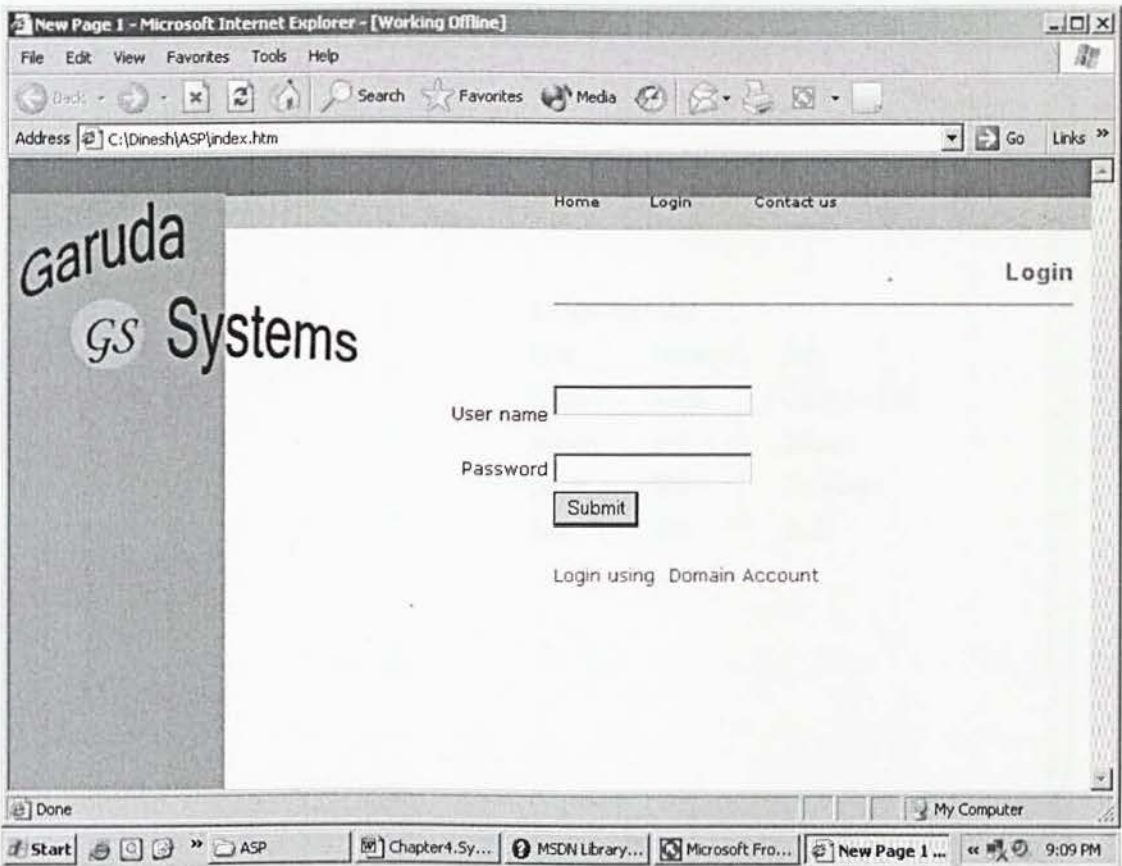 New Page 1 - Microsoft Internet Explorer - [Working Offline]
File Edit View Favorites Tools Help
Back Search Favorites Media
Address C:\Dinesh\ASP\index.htm Go Links »
Home Login Contact us
Garuda
GS Systems
Login
User name
Password
Submit
Login using Domain Account
Done My Computer
Start » ASP Chapter4.Sy... MSDN Library... Microsoft Fro... New Page 1 ... « 9:09 PM